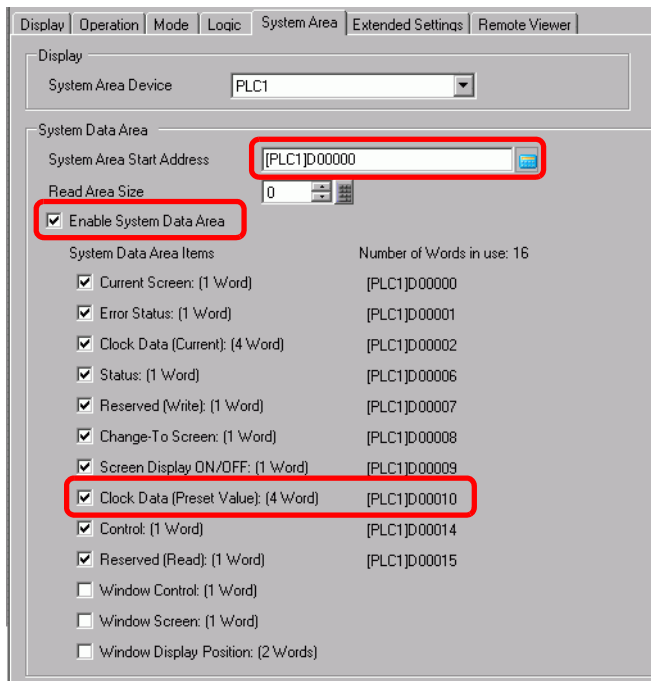 Display Operation Mode Logic System Area Extended Settings Remote Viewer
Display
System Area Device PLC1
System Data Area
System Area Start Address [PLC1]D00000
Read Area Size 0
Enable System Data Area
System Data Area Items Number of Words in use: 16
Current Screen: (1 Word) [PLC1]D00000
Error Status: (1 Word) [PLC1]D00001
Clock Data (Current): (4 Word) [PLC1]D00002
Status: (1 Word) [PLC1]D00006
Reserved (Write): (1 Word) [PLC1]D00007
Change-To Screen: (1 Word) [PLC1]D00008
Screen Display ON/OFF: (1 Word) [PLC1]D00009
Clock Data (Preset Value): (4 Word) [PLC1]D00010
Control: (1 Word) [PLC1]D00014
Reserved (Read): (1 Word) [PLC1]D00015
Window Control: (1 Word)
Window Screen: (1 Word)
Window Display Position: (2 Words)